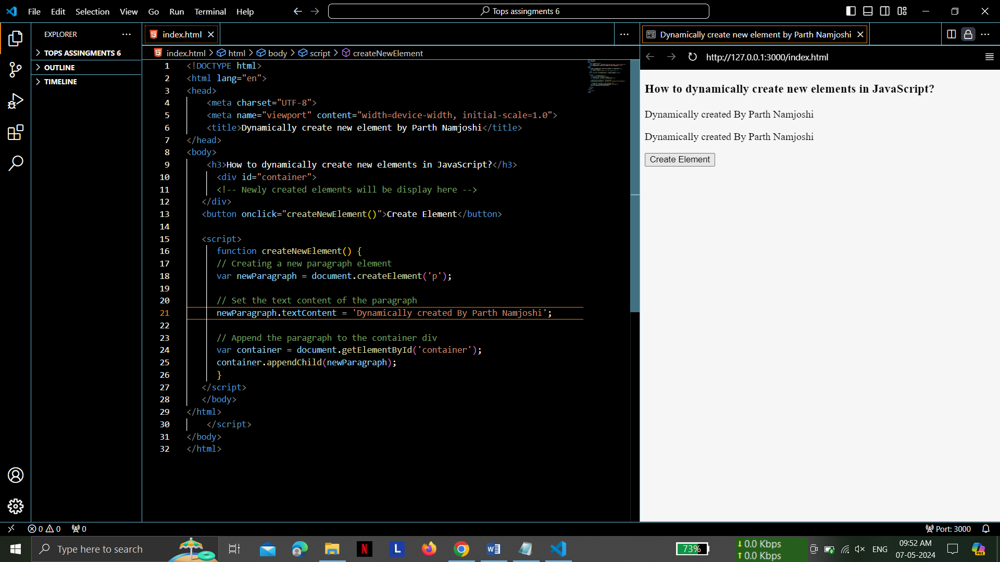 File Edit Selection View Go Run Terminal Help
Tops assingments 6
EXPLORER
TOPS ASSINGMENTS 6
OUTLINE
TIMELINE
index.html
index.html > html > body > script > createNewElement
1 <!DOCTYPE html>
2 <html lang="en">
3 <head>
4 <meta charset="UTF-8">
5 <meta name="viewport" content="width=device-width, initial-scale=1.0">
6 <title>Dynamically create new element by Parth Namjoshi</title>
7 </head>
8 <body>
9 <h3>How to dynamically create new elements in JavaScript?</h3>
10 <div id="container">
11 <!-- Newly created elements will be display here -->
12 </div>
13 <button onclick="createNewElement()">Create Element</button>
14
15 <script>
16 function createNewElement() {
17 // Creating a new paragraph element
18 var newParagraph = document.createElement('p');
19
20 // Set the text content of the paragraph
21 newParagraph.textContent = 'Dynamically created By Parth Namjoshi';
22
23 // Append the paragraph to the container div
24 var container = document.getElementById('container');
25 container.appendChild(newParagraph);
26 }
27 </script>
28 </body>
29 </html>
30 </script>
31 </body>
32 </html>
Dynamically create new element by Parth Namjoshi
http://127.0.0.1:3000/index.html
How to dynamically create new elements in JavaScript?
Dynamically created By Parth Namjoshi
Dynamically created By Parth Namjoshi
Create Element
0 0 0
Port: 3000
Type here to search
N
L
W
73%
0.0 Kbps
0.0 Kbps
ENG
09:52 AM
07-05-2024
PRE